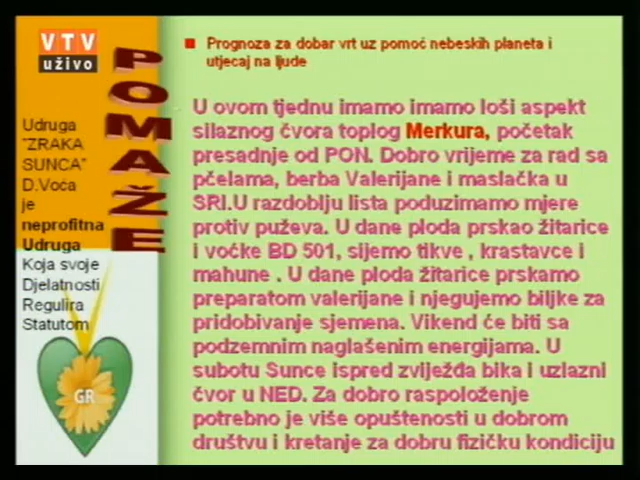 VTV
uživo
POMAŽE
Udruga
"ZRAKA
SUNCA"
D.Voća
je
neprofitna
Udruga
Koja svoje
Djelatnosti
Regulira
Statutom
GR
Prognoza za dobar vrt uz pomoć nebeskih planeta i
utjecaj na ljude
U ovom tjednu imamo imamo loši aspekt
silaznog čvora toplog Merkura, početak
presadnje od PON. Dobro vrijeme za rad sa
pčelama, berba Valerijane i maslačka u
SRI.U razdoblju lista poduzimamo mjere
protiv puževa. U dane ploda prskao žitarice
i voćke BD 501, sijemo tikve , krastavce i
mahune . U dane ploda žitarice prskamo
preparatom valerijane i njegujemo biljke za
pridobivanje sjemena. Vikend će biti sa
podzemnim naglašenim energijama. U
subotu Sunce ispred zviježđa bika i uzlazni
čvor u NED. Za dobro raspoloženje
potrebno je više opuštenosti u dobrom
društvu i kretanje za dobru fizičku kondiciju